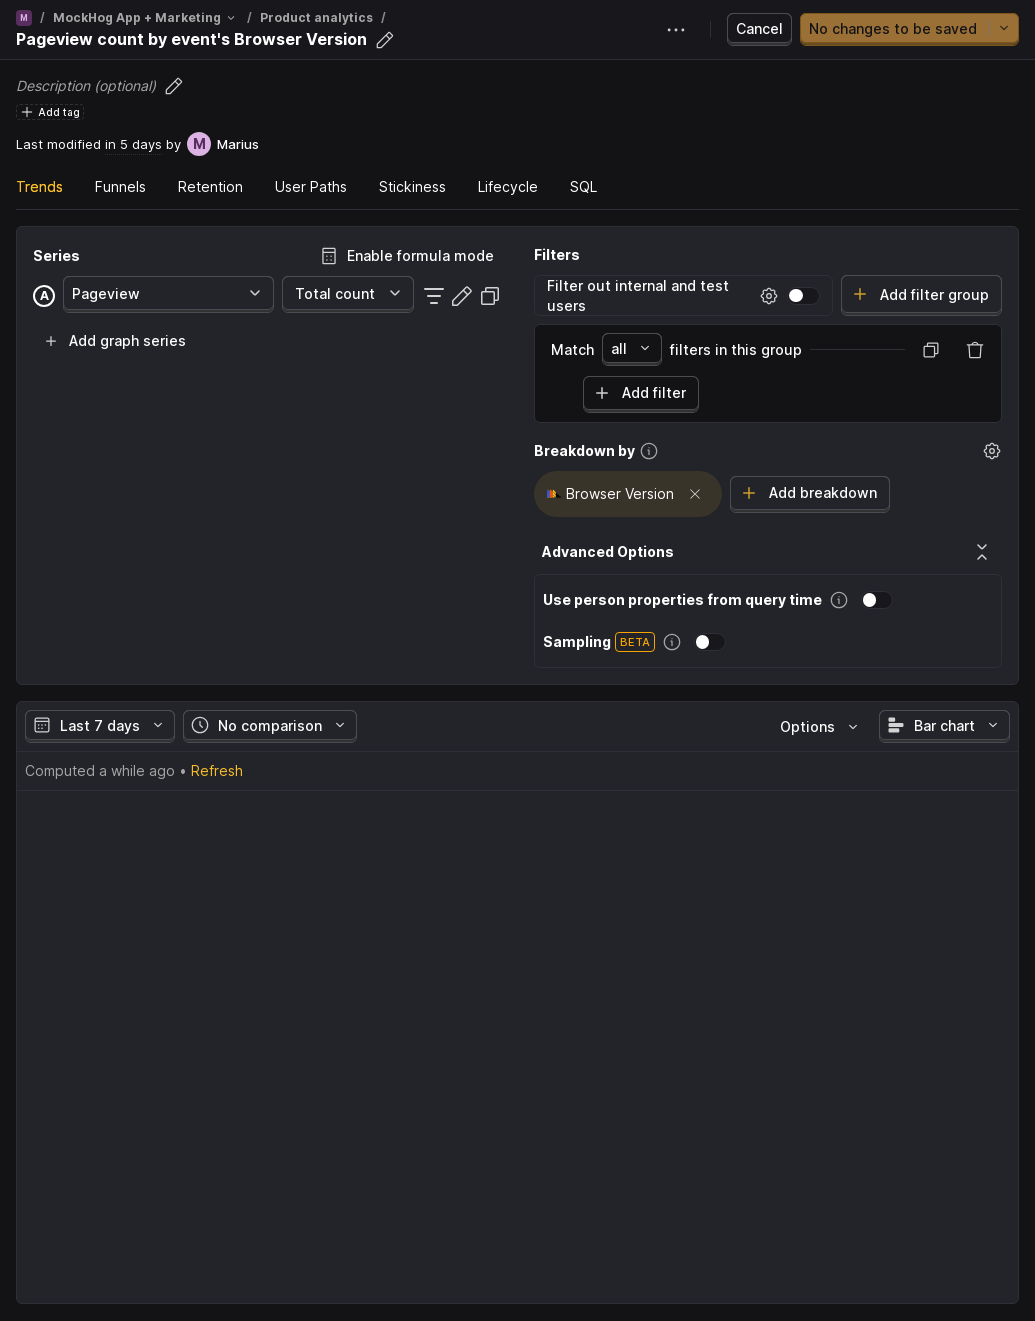 M / MockHog App + Marketing / Product analytics /
Pageview count by event's Browser Version
Cancel
No changes to be saved
Description (optional)
Add tag
Last modified in 5 days by M Marius
Trends Funnels Retention User Paths Stickiness Lifecycle SQL
Series
Enable formula mode
A Pageview Total count
Add graph series
Filters
Filter out internal and test
users
Add filter group
Match all filters in this group
Add filter
Breakdown by
Browser Version
Add breakdown
Advanced Options
Use person properties from query time
Sampling BETA
Last 7 days No comparison Options Bar chart
Computed a while ago • Refresh